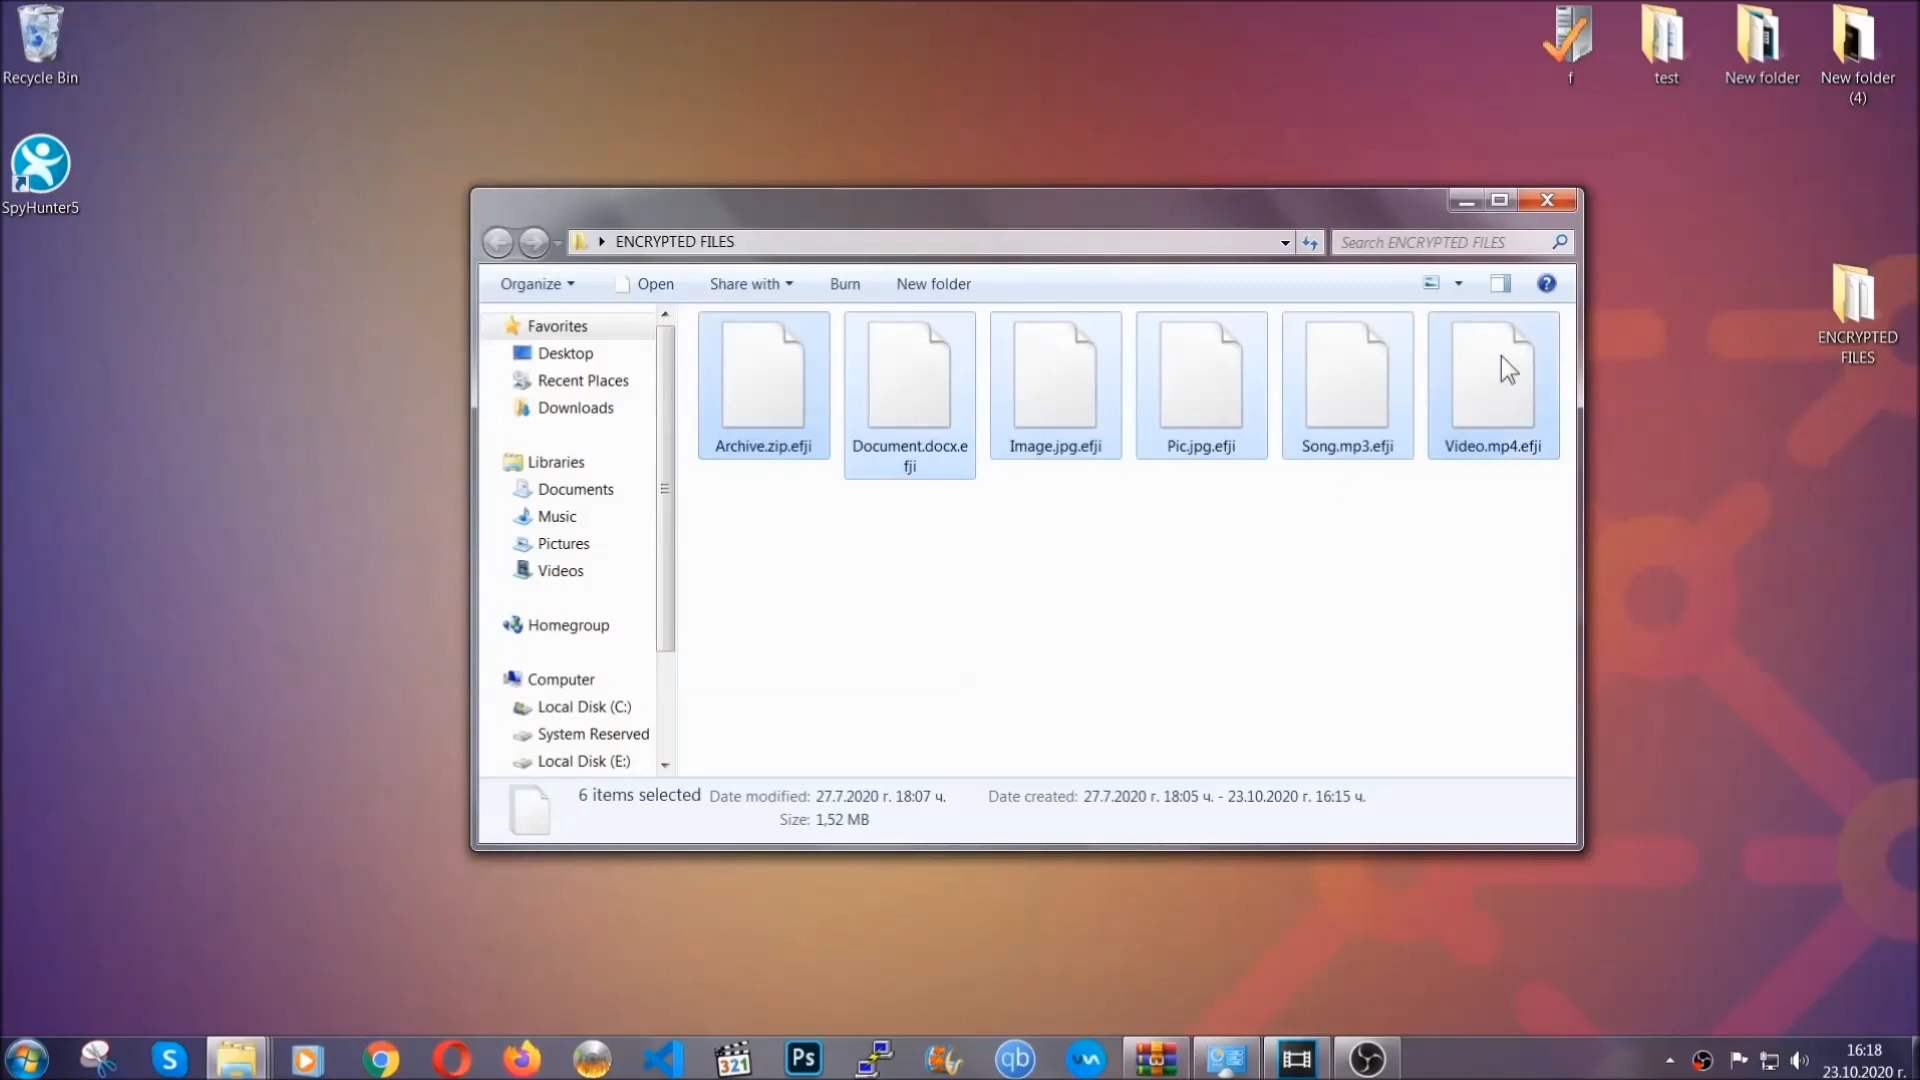 Recycle Bin
SpyHunter5
f
test
New folder
New folder
(4)
ENCRYPTED
FILES
ENCRYPTED FILES
Search ENCRYPTED FILES
Organize
Open
Share with
Burn
New folder
Favorites
Desktop
Recent Places
Downloads
Libraries
Documents
Music
Pictures
Videos
Homegroup
Computer
Local Disk (C:)
System Reserved
Local Disk (E:)
Archive.zip.efji
Document.docx.e
fji
Image.jpg.efji
Pic.jpg.efji
Song.mp3.efji
Video.mp4.efji
6 items selected Date modified: 27.7.2020 г. 18:07 ч. Date created: 27.7.2020 г. 18:05 ч. - 23.10.2020 г. 16:15 ч.
Size: 1,52 MB
S
321
Ps
qb
16:18
23.10.2020 г.